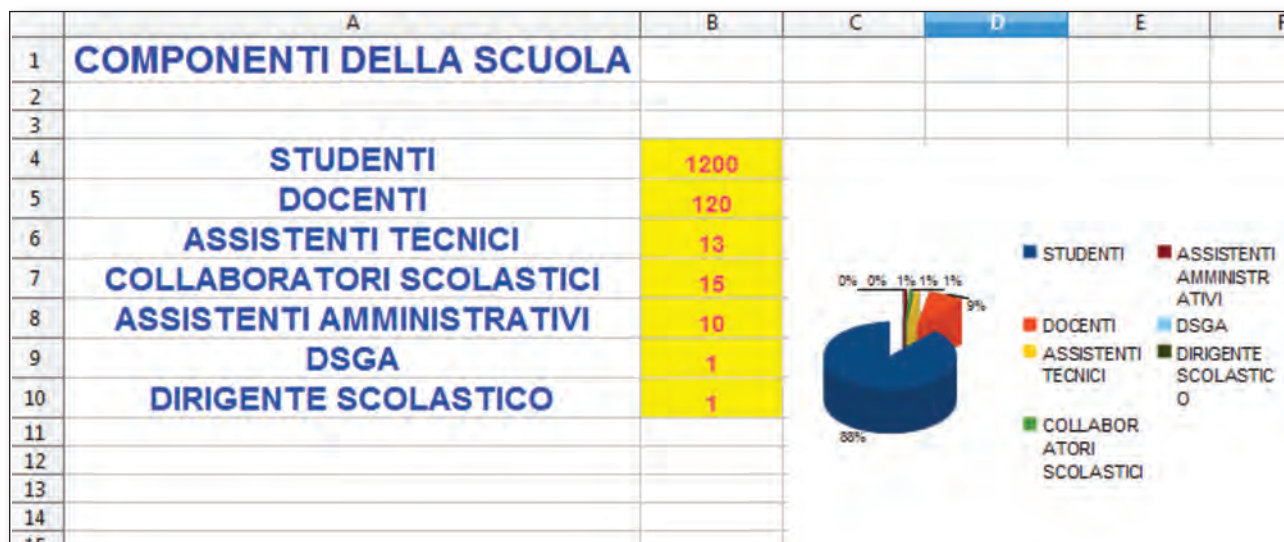 A B C D E F
1 COMPONENTI DELLA SCUOLA
2
3
4 STUDENTI 1200
5 DOCENTI 120
6 ASSISTENTI TECNICI 13
7 COLLABORATORI SCOLASTICI 15
8 ASSISTENTI AMMINISTRATIVI 10
9 DSGA 1
10 DIRIGENTE SCOLASTICO 1
11
12
13
14
15
0% 0% 1% 1% 1%
9%
88%
STUDENTI
DOCENTI
ASSISTENTI
TECNICI
COLLABOR
ATORI
SCOLASTICI
ASSISTENTI
AMMINISTR
ATIVI
DSGA
DIRIGENTE
SCOLASTIC
O